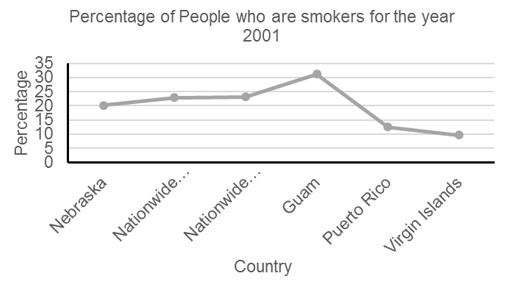 Percentage of People who are smokers for the year
2001
Percentage
35
30
25
20
15
10
5
0
Nebraska
Nationwide...
Nationwide...
Guam
Puerto Rico
Virgin Islands
Country